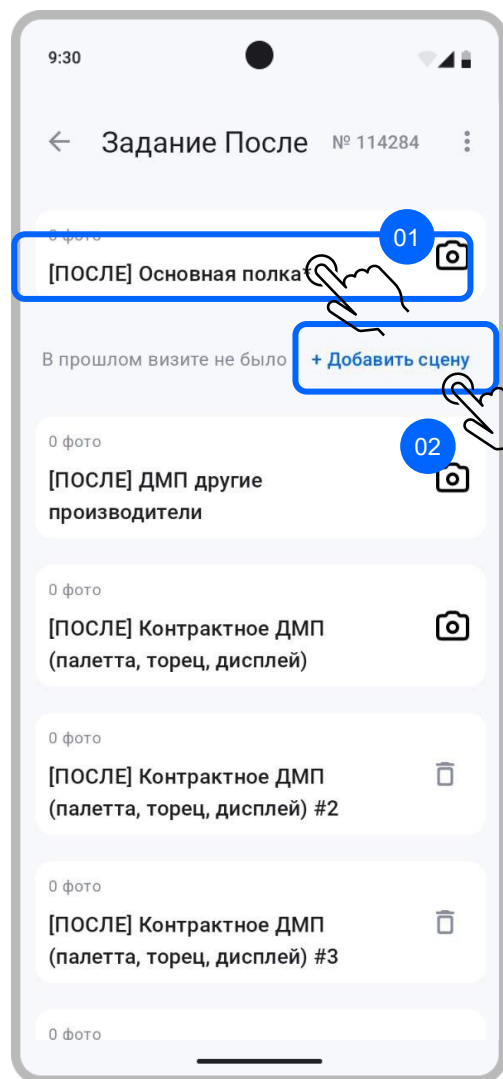 9:30
Задание После № 114284
0 фото
01
[ПОСЛЕ] Основная полка*
В прошлом визите не было
+ Добавить сцену
0 фото
02
[ПОСЛЕ] ДМП другие
производители
0 фото
[ПОСЛЕ] Контрактное ДМП
(палетта, торец, дисплей)
0 фото
[ПОСЛЕ] Контрактное ДМП
(палетта, торец, дисплей) #2
0 фото
[ПОСЛЕ] Контрактное ДМП
(палетта, торец, дисплей) #3
0 фото